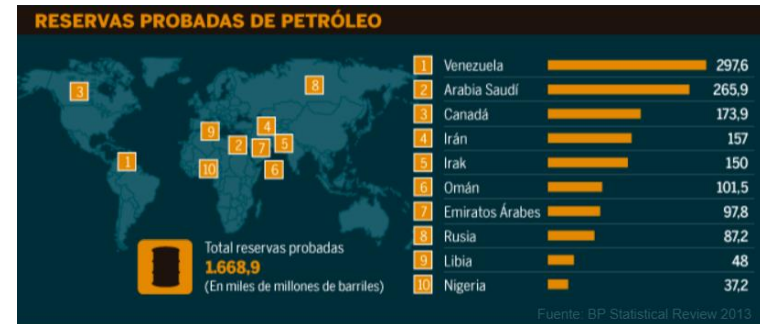 RESERVAS PROBADAS DE PETRÓLEO
3
8
9
4
2
7
5
1
10
6
Total reservas probadas
1.668,9
(En miles de millones de barriles)
1 Venezuela 297,6
2 Arabia Saudí 265,9
3 Canadá 173,9
4 Irán 157
5 Irak 150
6 Omán 101,5
7 Emiratos Árabes 97,8
8 Rusia 87,2
9 Libia 48
10 Nigeria 37,2
Fuente: BP Statistical Review 2013